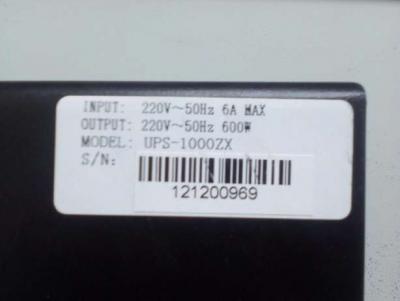 INPUT: 220V～50Hz 6A MAX
OUTPUT: 220V～50Hz 600W
MODEL: UPS-1000ZX
S/N:
121200969